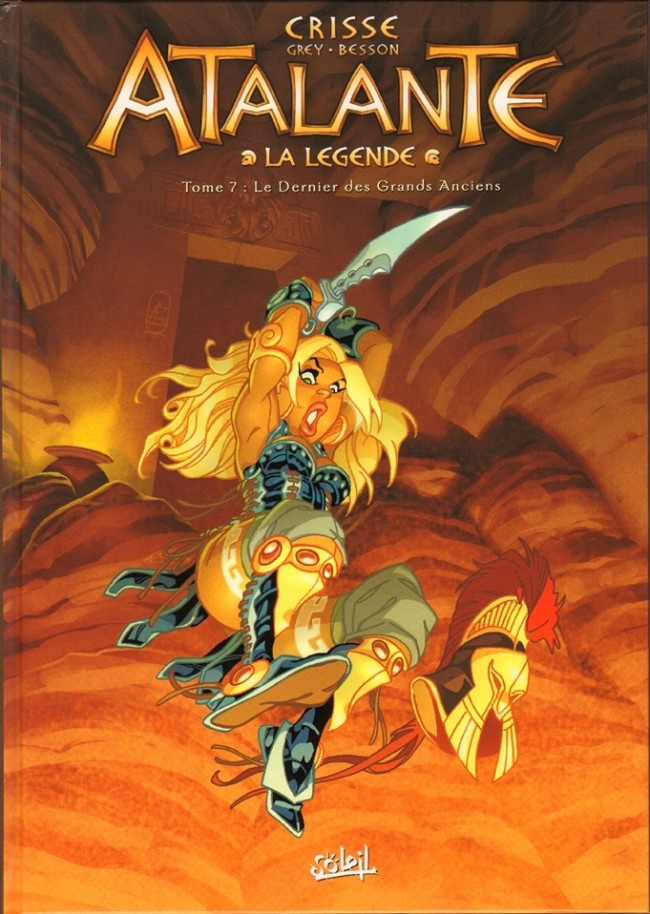 CRISSE
GREY • BESSON
ATALANTE
LA LEGENDE
Tome 7 : Le Dernier des Grands Anciens
SOLEIL